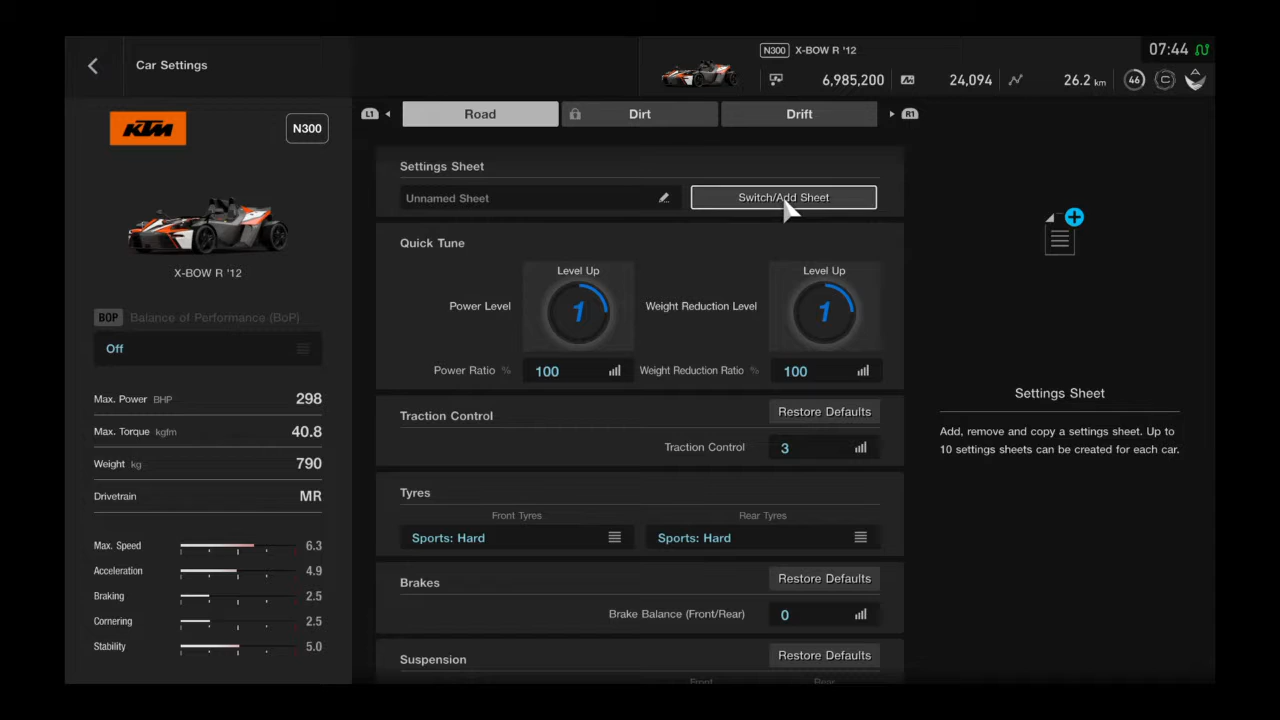 Car Settings
N300 X-BOW R '12
07:44
6,985,200 24,094 26.2 km 46 C
L1 Road Dirt Drift R1
KTM N300
X-BOW R '12
BOP Balance of Performance (BoP)
Off
Max. Power BHP 298
Max. Torque kgfm 40.8
Weight kg 790
Drivetrain MR
Max. Speed 6.3
Acceleration 4.9
Braking 2.5
Cornering 2.5
Stability 5.0
Settings Sheet
Unnamed Sheet Switch/Add Sheet
Quick Tune
Level Up Level Up
Power Level 1 Weight Reduction Level 1
Power Ratio % 100 Weight Reduction Ratio % 100
Traction Control Restore Defaults
Traction Control 3
Tyres
Front Tyres Rear Tyres
Sports: Hard Sports: Hard
Brakes Restore Defaults
Brake Balance (Front/Rear) 0
Suspension Restore Defaults
Front Rear
Settings Sheet
Add, remove and copy a settings sheet. Up to
10 settings sheets can be created for each car.